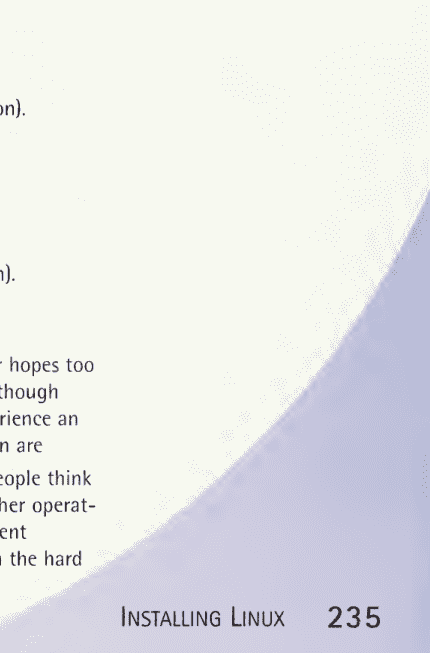 on).
n).
r hopes too
though
rience an
n are
eople think
her operat-
ent
n the hard
INSTALLING LINUX 235